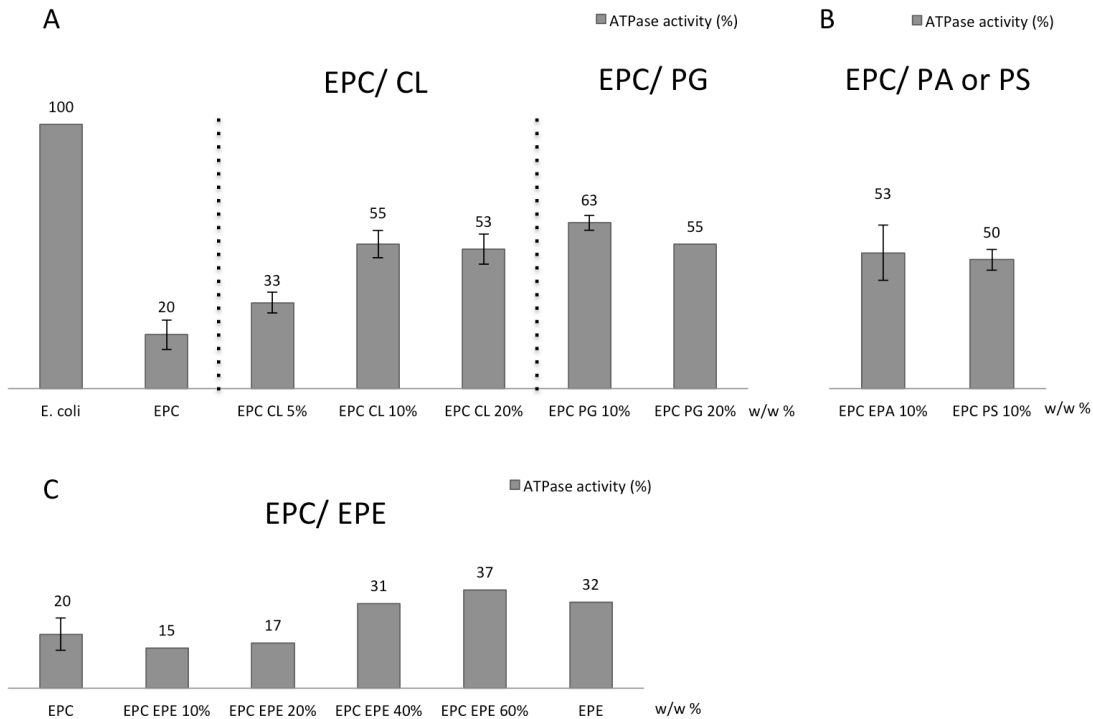 A
ATPase activity (%)
EPC/ CL
EPC/ PG
100
20
33
55
53
63
55
E. coli
EPC
EPC CL 5%
EPC CL 10%
EPC CL 20%
EPC PG 10%
EPC PG 20%
w/w %
B
ATPase activity (%)
EPC/ PA or PS
53
50
EPC EPA 10%
EPC PS 10%
w/w %
C
ATPase activity (%)
EPC/ EPE
20
15
17
31
37
32
EPC
EPC EPE 10%
EPC EPE 20%
EPC EPE 40%
EPC EPE 60%
EPE
w/w %